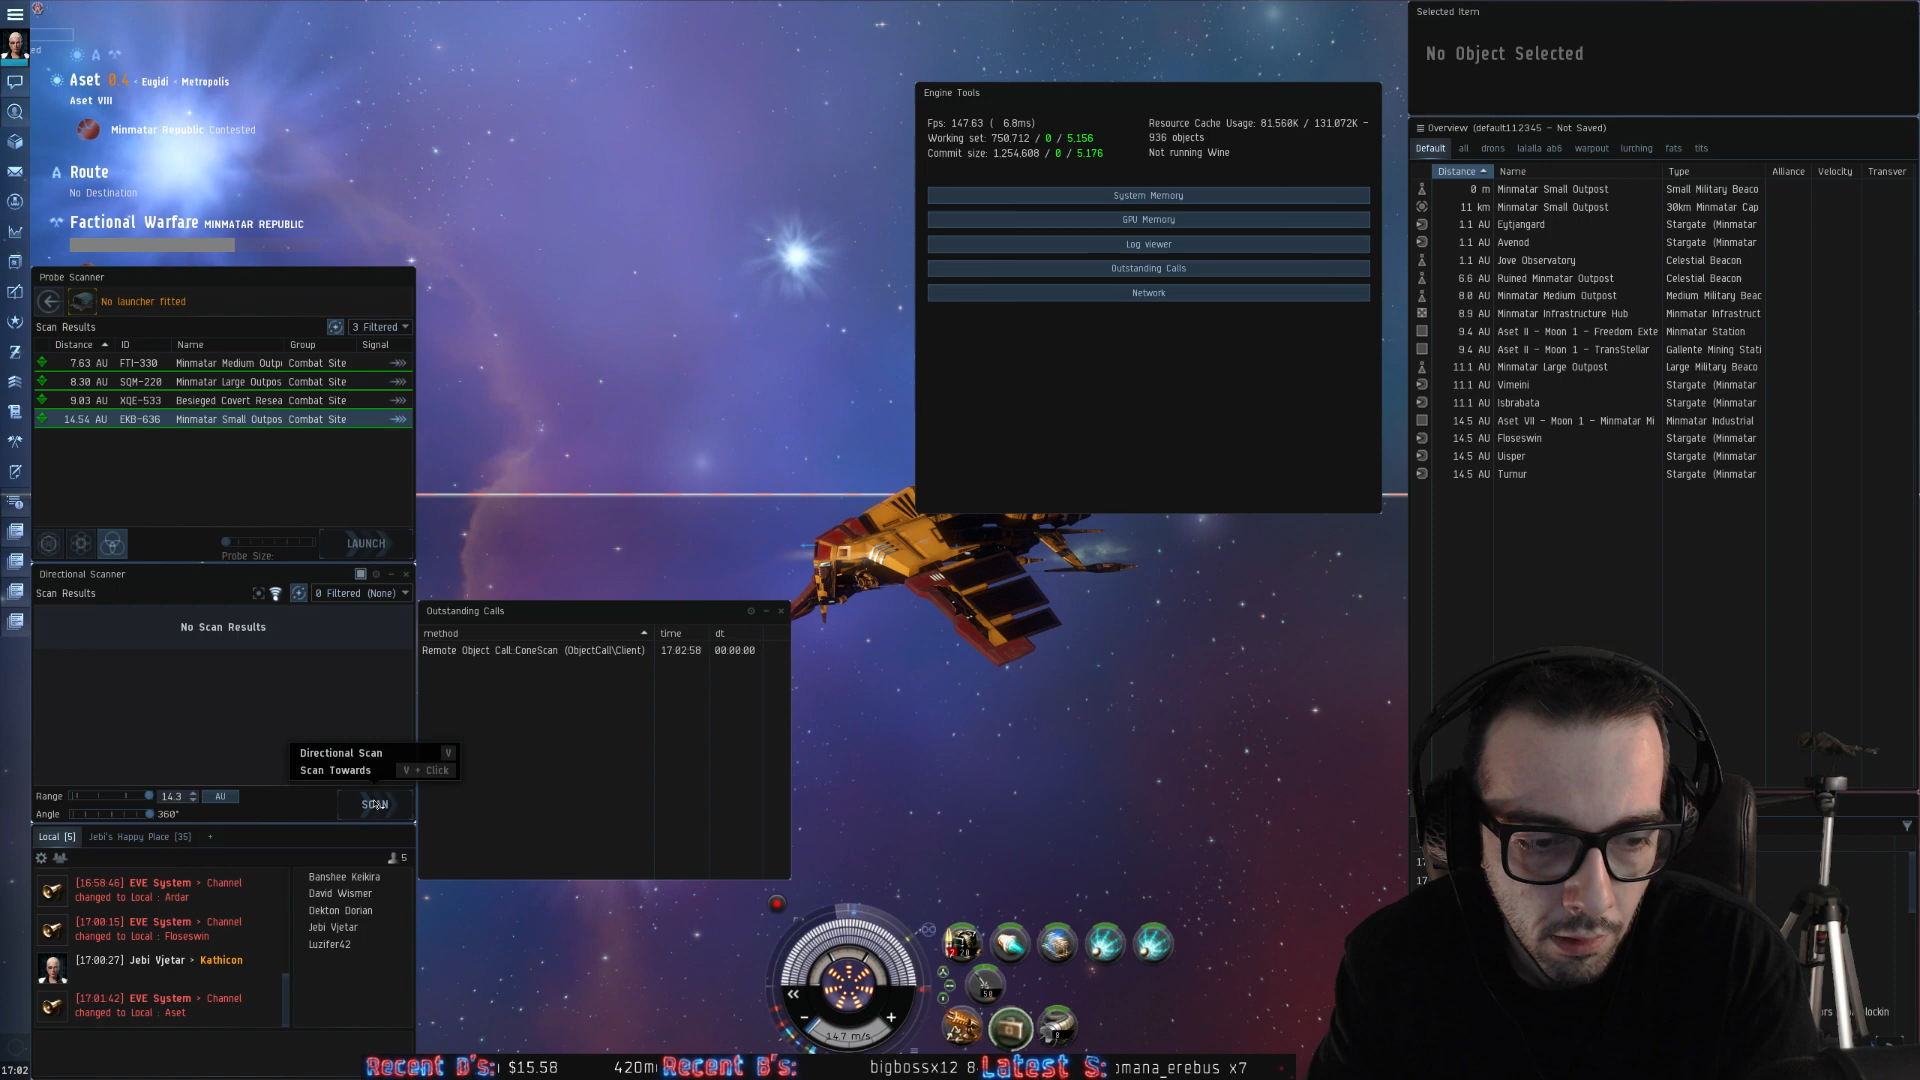 ed
A
Aset 0.4 < Eugidi < Metropolis
Aset VIII
Minmatar Republic Contested
A Route
No Destination
Factional Warfare MINMATAR REPUBLIC
Probe Scanner
No launcher fitted
Scan Results
3 Filtered
Distance ID Name Group Signal
7.63 AU FTI-330 Minmatar Medium Outp Combat Site
8.30 AU SQM-220 Minmatar Large Outpos Combat Site
9.03 AU XQE-533 Besieged Covert Resea Combat Site
14.54 AU EKB-636 Minmatar Small Outpos Combat Site
LAUNCH
Probe Size:
Directional Scanner
Scan Results
0 Filtered (None)
No Scan Results
Directional Scan V
Scan Towards V + Click
Range 14.3 AU
Angle 360°
SCAN
Local [5] Jebi's Happy Place [35] +
5
[16:58:46] EVE System > Channel
changed to Local : Ardar
[17:00:15] EVE System > Channel
changed to Local : Floseswin
[17:00:27] Jebi Vjetar > Kathicon
[17:01:42] EVE System > Channel
changed to Local : Aset
Banshee Keikira
David Wismer
Dekton Dorian
Jebi Vjetar
Luzifer42
17:02
Outstanding Calls
method time dt
Remote Object Call::ConeScan (ObjectCall\Client) 17:02:58 00:00:00
Engine Tools
Fps: 147.63 ( 6.8ms)
Working set: 750,712 / 0 / 5,156
Commit size: 1,254,608 / 0 / 5,176
Resource Cache Usage: 81,560K / 131,072K -
936 objects
Not running Wine
System Memory
GPU Memory
Log viewer
Outstanding Calls
Network
50
8
147 m/s
Recent D's: $15.58 420m Recent B's: bigbossx12 8 Latest S: omana_erebus x7
Selected Item
No Object Selected
Overview (default112345 - Not Saved)
Default all drons lalalla ab6 warpout lurching fats tits
Distance Name Type Alliance Velocity Transver
0 m Minmatar Small Outpost Small Military Beaco
11 km Minmatar Small Outpost 30km Minmatar Cap
1.1 AU Eytjangard Stargate (Minmatar
1.1 AU Avenod Stargate (Minmatar
1.1 AU Jove Observatory Celestial Beacon
6.6 AU Ruined Minmatar Outpost Celestial Beacon
8.0 AU Minmatar Medium Outpost Medium Military Beac
8.9 AU Minmatar Infrastructure Hub Minmatar Infrastruct
9.4 AU Aset II - Moon 1 - Freedom Exte Minmatar Station
9.4 AU Aset II - Moon 1 - TransStellar Gallente Mining Stati
11.1 AU Minmatar Large Outpost Large Military Beaco
11.1 AU Vimeini Stargate (Minmatar
11.1 AU Isbrabata Stargate (Minmatar
14.5 AU Aset VII - Moon 1 - Minmatar Mi Minmatar Industrial
14.5 AU Floseswin Stargate (Minmatar
14.5 AU Uisper Stargate (Minmatar
14.5 AU Turnur Stargate (Minmatar
17
17
lockin